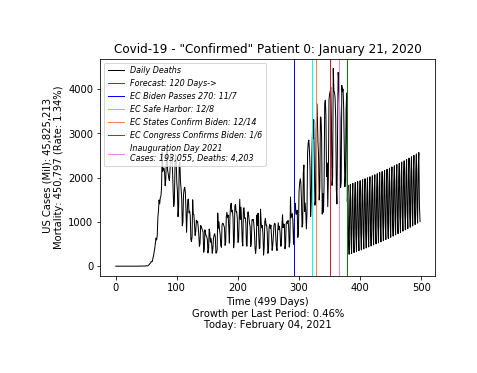 Covid-19 - "Confirmed" Patient 0: January 21, 2020
US Cases (Mil): 45,825,213
Mortality: 450,797 (Rate: 1.34%)
4000
3000
2000
1000
0
Daily Deaths
Forecast: 120 Days->
EC Biden Passes 270: 11/7
EC Safe Harbor: 12/8
EC States Confirm Biden: 12/14
EC Congress Confirms Biden: 1/6
Inauguration Day 2021
Cases: 193,055, Deaths: 4,203
0 100 200 300 400 500
Time (499 Days)
Growth per Last Period: 0.46%
Today: February 04, 2021